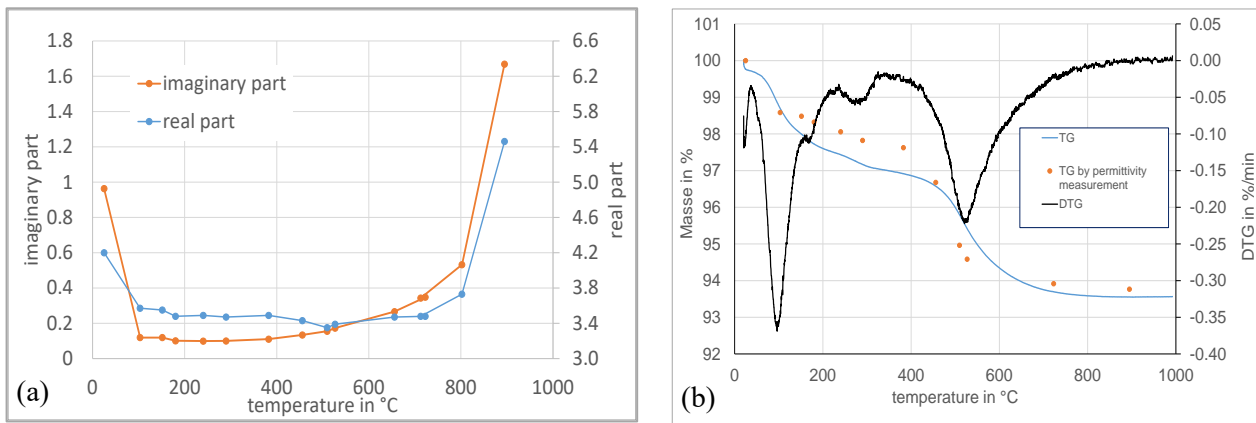 1.8
1.6
1.4
1.2
1
0.8
0.6
0.4
0.2
0
imaginary part
imaginary part
real part
6.6
6.2
5.8
5.4
5.0
4.6
4.2
3.8
3.4
3.0
real part
0 200 400 600 800 1000
temperature in °C
(a)
101
100
99
98
97
96
95
94
93
92
Masse in %
TG
TG by permittivity
measurement
DTG
0.05
0.00
-0.05
-0.10
-0.15
-0.20
-0.25
-0.30
-0.35
-0.40
DTG in %/min
0 200 400 600 800 1000
temperature in °C
(b)